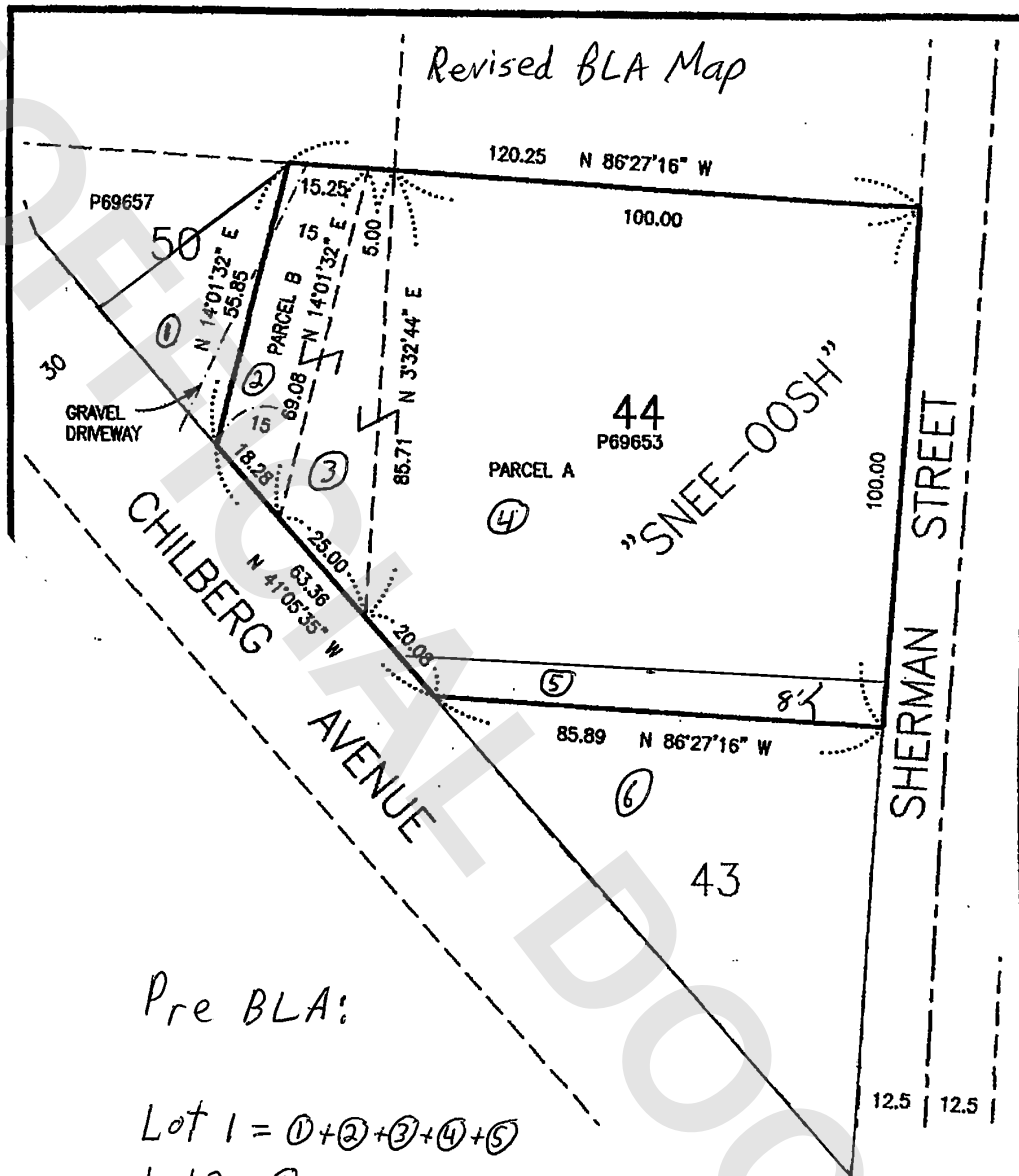 Revised BLA Map
120.25 N 86°27'16" W
100.00
15.25
15
5.00
P69657
50
N 14°01'32" E
55.85
PARCEL B
69.08 N 14°01'32" E
85.71 N 3°32'44" E
①
②
③
④
15
18.28
30
GRAVEL
DRIVEWAY
44
P69653
PARCEL A
"SNEE-OOSH"
100.00
SHERMAN STREET
CHILBERG AVENUE
25.00
63.36
N 41°05'35" W
20.08
⑤
8'
85.89 N 86°27'16" W
⑥
43
12.5
12.5
Pre BLA:
Lot 1 = ①+②+③+④+⑤